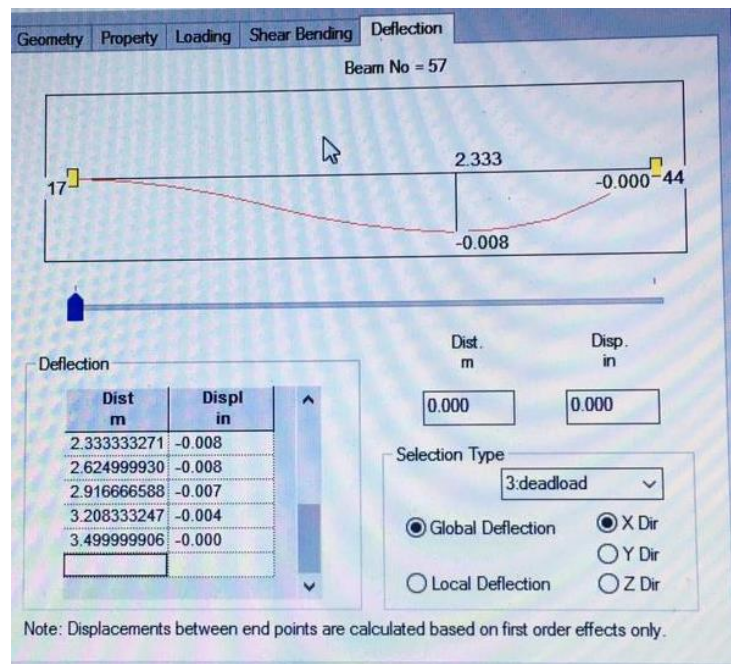 Geometry Property Loading Shear Bending Deflection
Beam No = 57
2.333
17 -0.000 44
-0.008
Dist. Disp.
m in
Deflection
Dist Displ
m in
0.000 0.000
2.333333271 -0.008
2.624999930 -0.008
2.916666588 -0.007
3.208333247 -0.004
3.499999906 -0.000
Selection Type
3:deadload
Global Deflection X Dir
Y Dir
Local Deflection Z Dir
Note: Displacements between end points are calculated based on first order effects only.